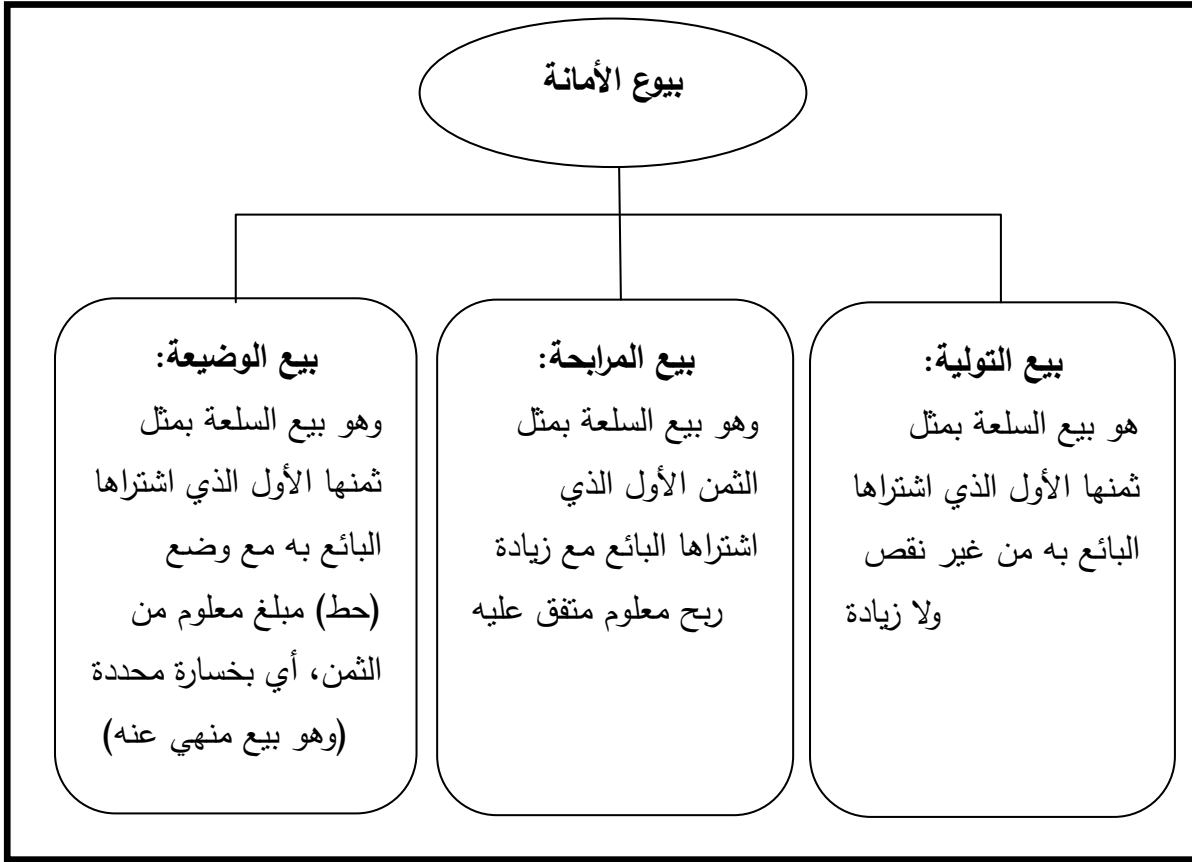 بيوع الأمانة
بيع التولية:
هو بيع السلعة بمثل
ثمنها الأول الذي اشتراها
البائع به من غير نقص
ولا زيادة
بيع المرابحة:
وهو بيع السلعة بمثل
الثمن الأول الذي
اشتراها البائع مع زيادة
ربح معلوم متفق عليه
بيع الوضيعة:
وهو بيع السلعة بمثل
ثمنها الأول الذي اشتراها
البائع به مع وضع
(حط) مبلغ معلوم من
الثمن، أي بخسارة محددة
(وهو بيع منهي عنه)